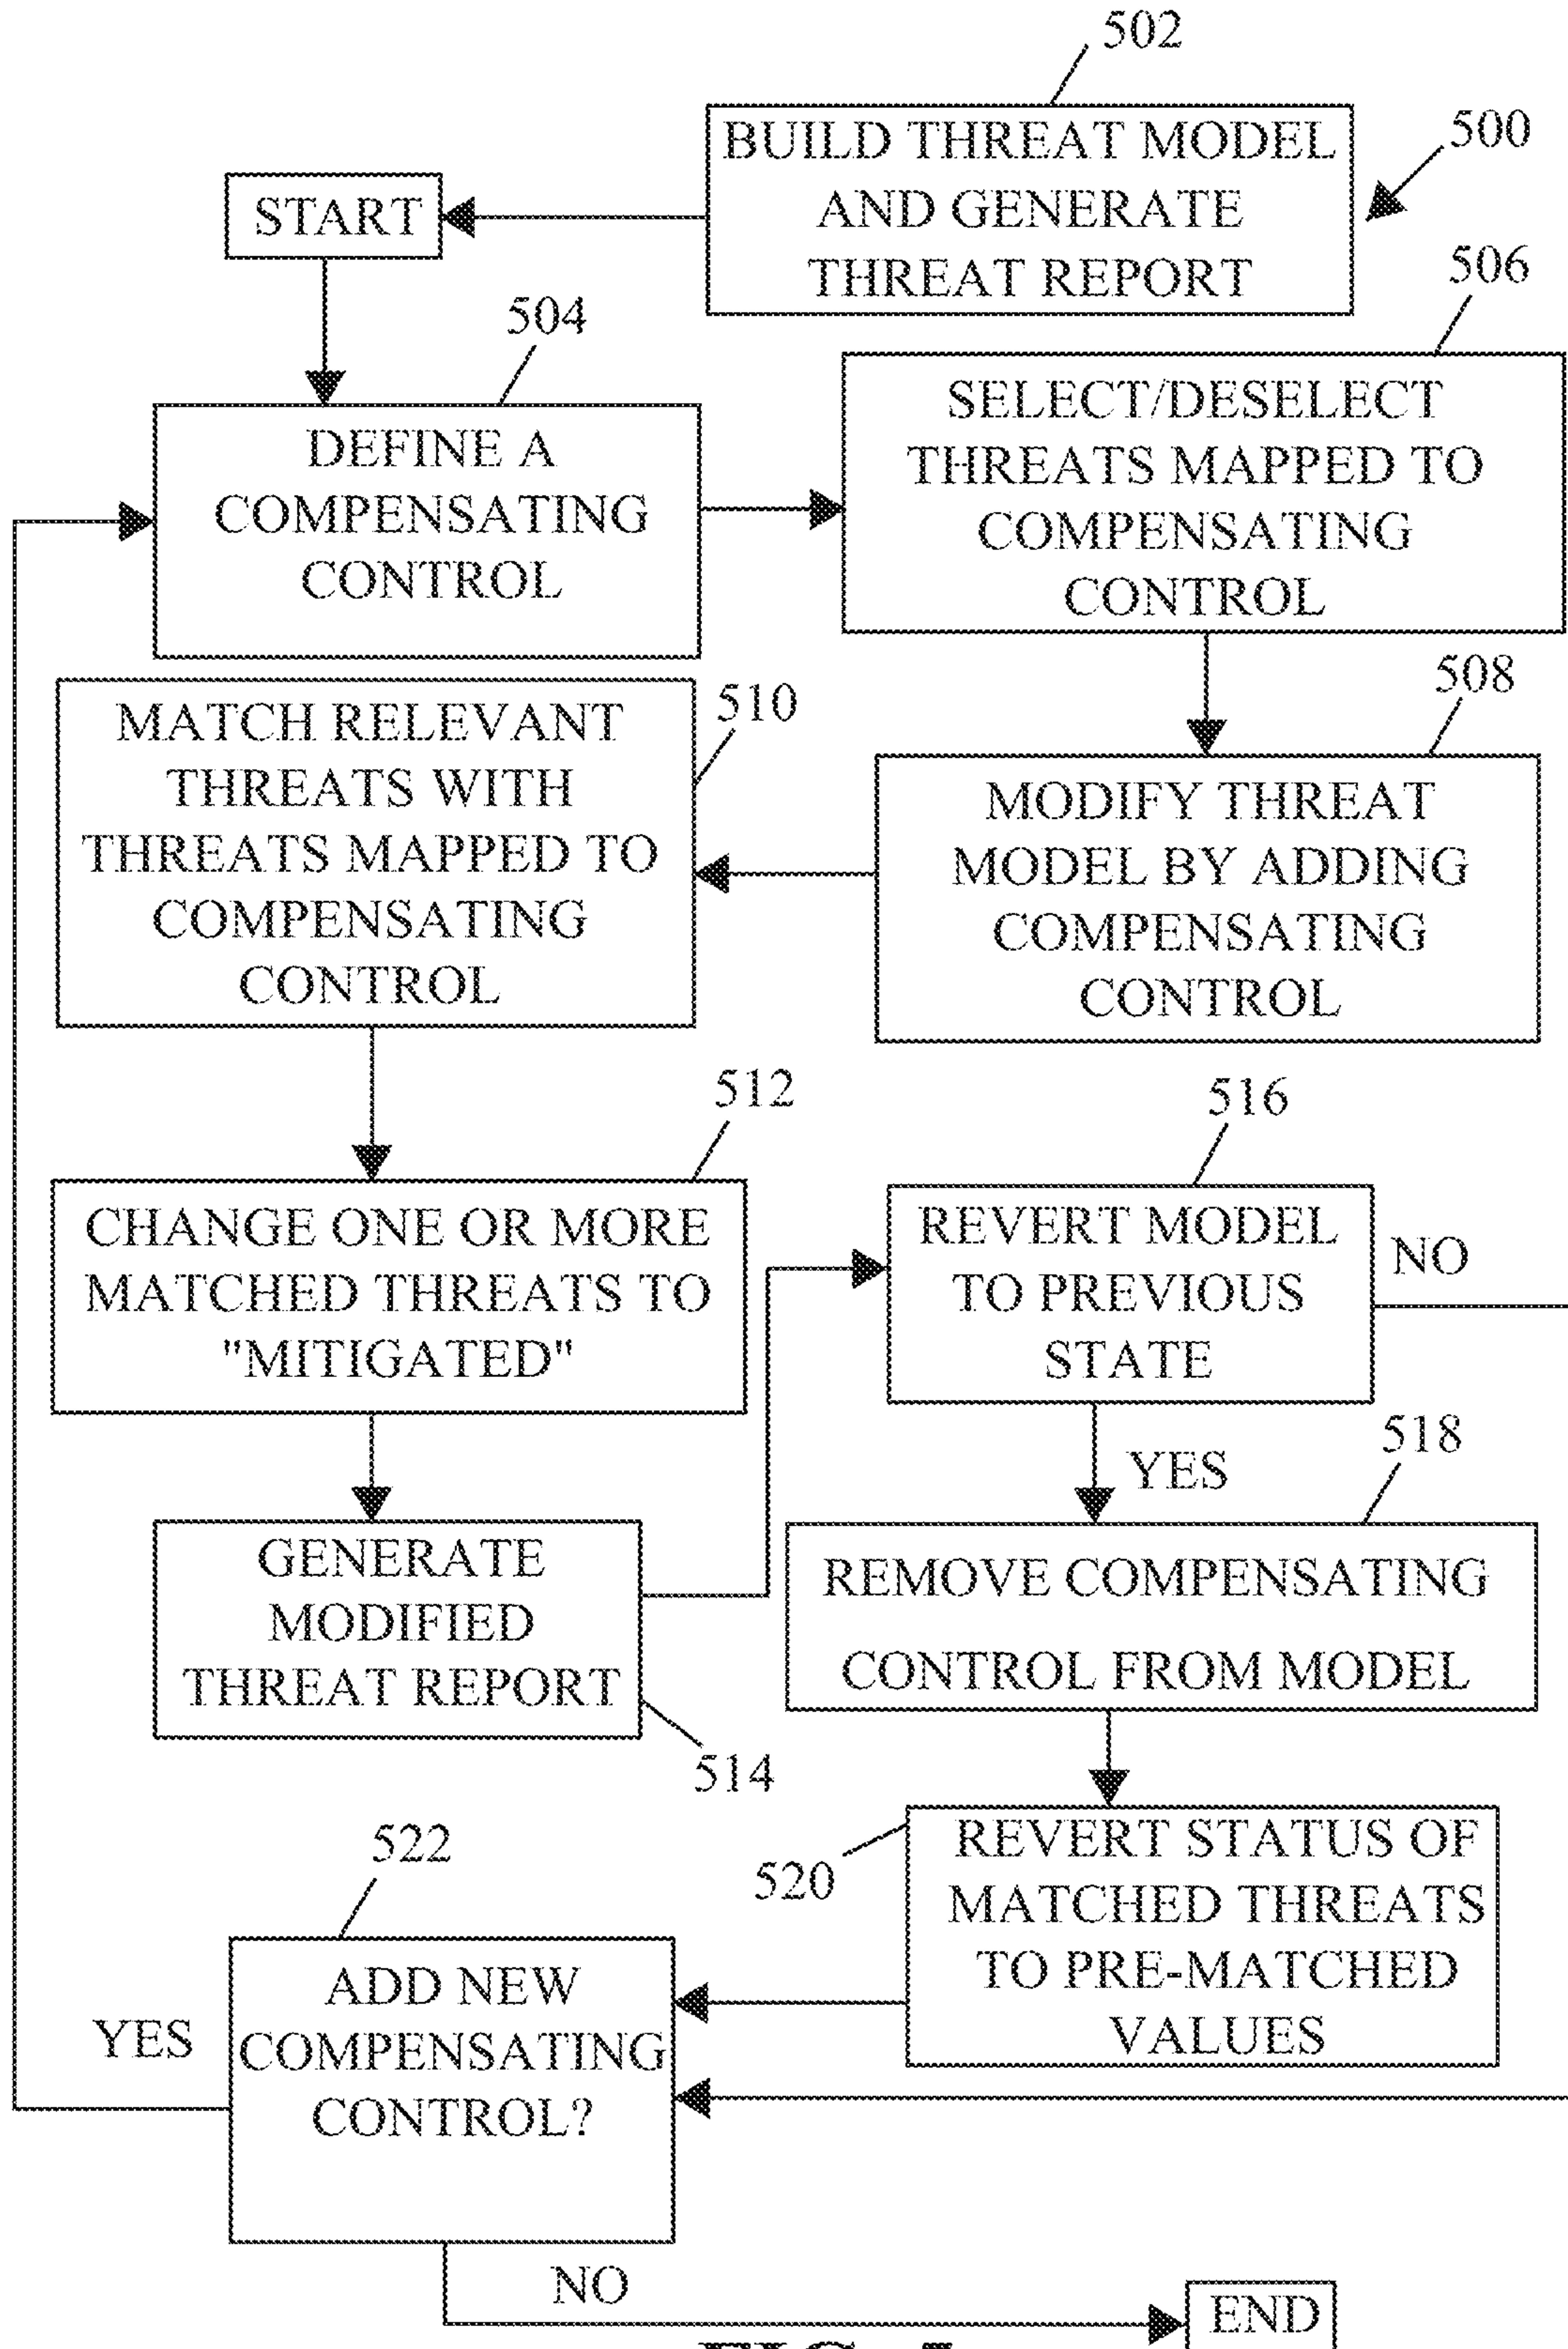 502
BUILD THREAT MODEL
AND GENERATE
THREAT REPORT
500
START
504
DEFINE A
COMPENSATING
CONTROL
506
SELECT/DESELECT
THREATS MAPPED TO
COMPENSATING
CONTROL
510
MATCH RELEVANT
THREATS WITH
THREATS MAPPED TO
COMPENSATING
CONTROL
508
MODIFY THREAT
MODEL BY ADDING
COMPENSATING
CONTROL
512
CHANGE ONE OR MORE
MATCHED THREATS TO
"MITIGATED"
516
REVERT MODEL
TO PREVIOUS
STATE
NO
YES
518
REMOVE COMPENSATING
CONTROL FROM MODEL
GENERATE
MODIFIED
THREAT REPORT
514
520
REVERT STATUS OF
MATCHED THREATS
TO PRE-MATCHED
VALUES
522
ADD NEW
COMPENSATING
CONTROL?
YES
NO
END